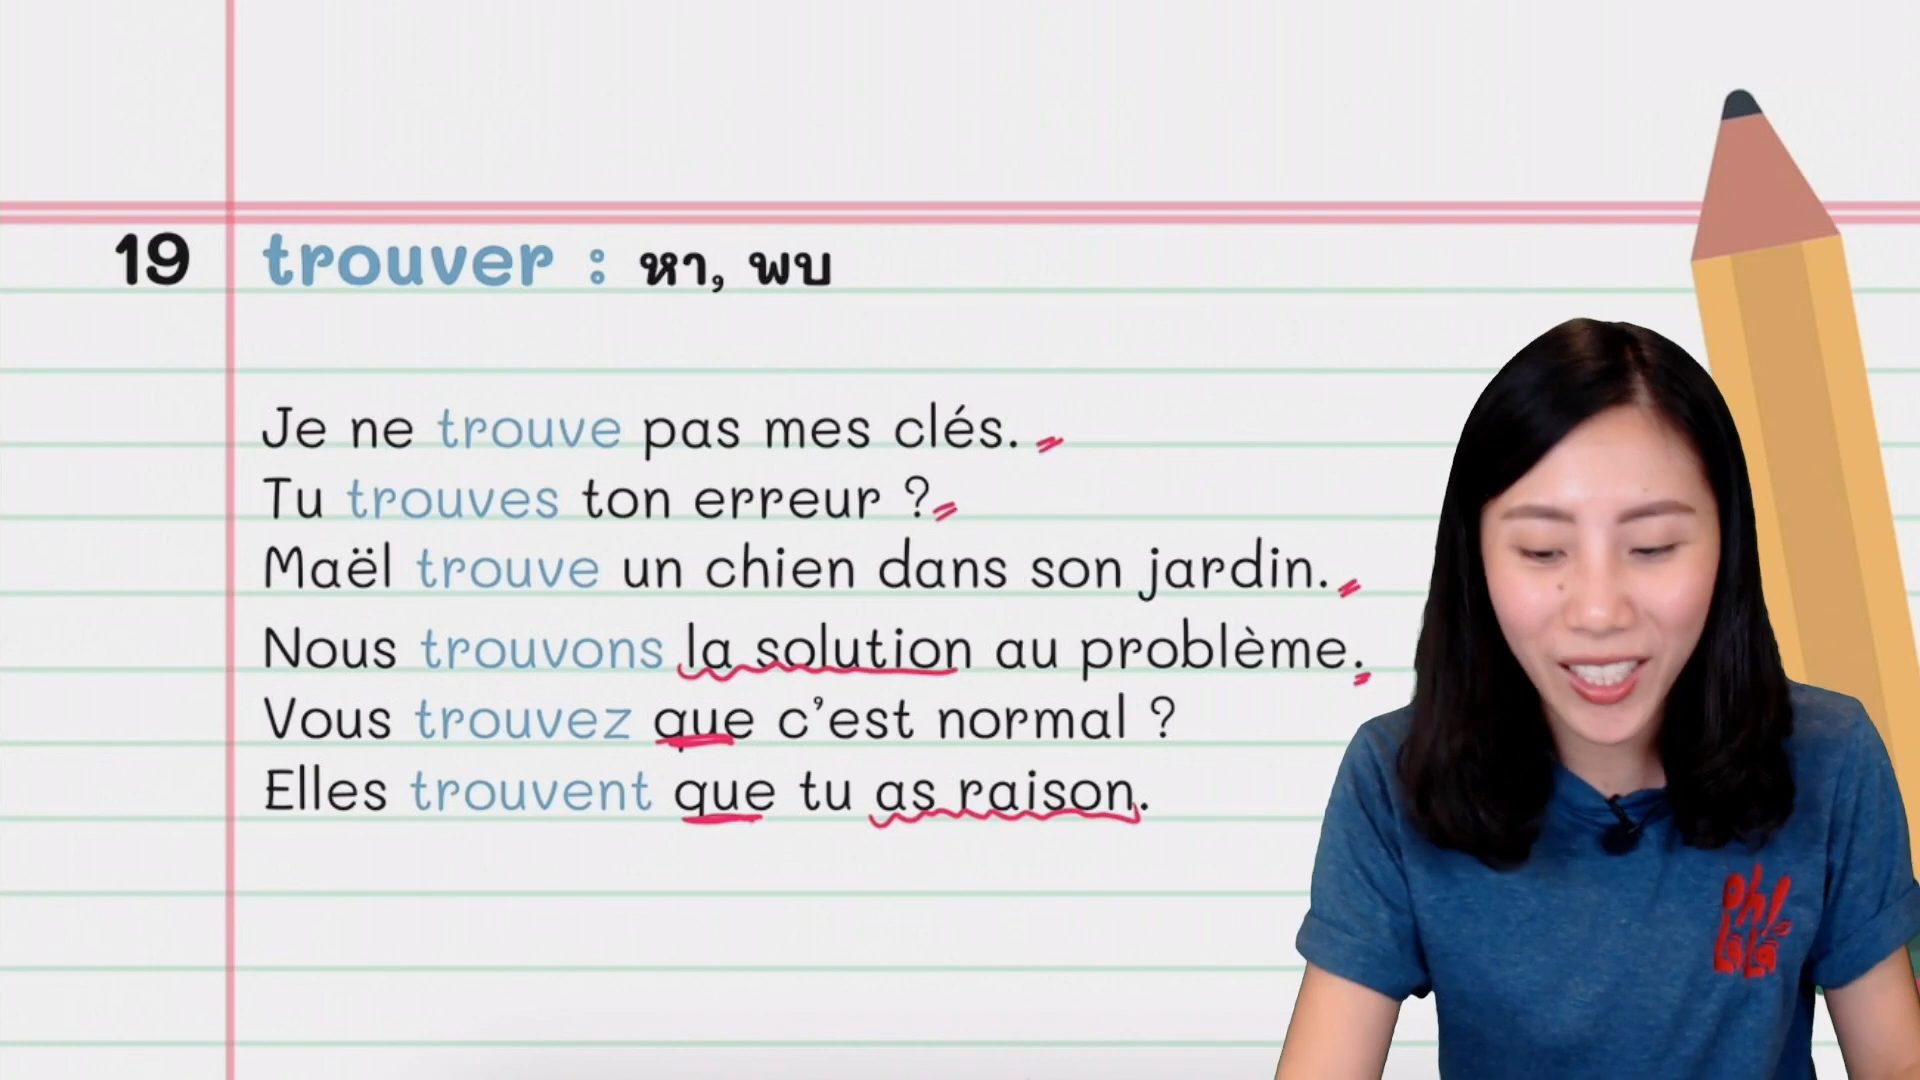 19 trouver : หา, พบ
Je ne trouve pas mes clés.
Tu trouves ton erreur ?
Maël trouve un chien dans son jardin.
Nous trouvons la solution au problème.
Vous trouvez que c’est normal ?
Elles trouvent que tu as raison.
Oh!
LàLà